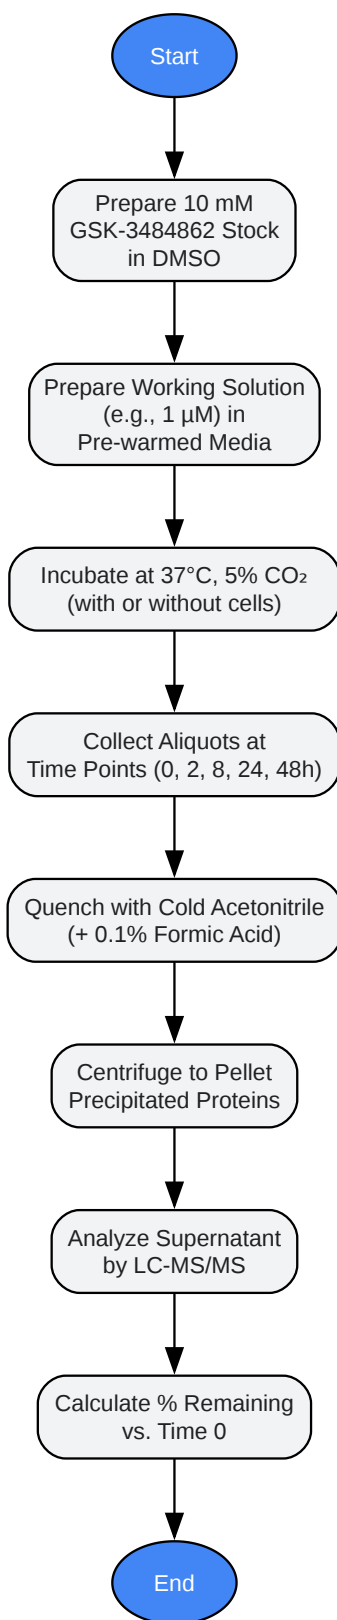 Start
Prepare 10 mM
GSK-3484862 Stock
in DMSO
Prepare Working Solution
(e.g., 1 µM) in
Pre-warmed Media
Incubate at 37°C, 5% CO₂
(with or without cells)
Collect Aliquots at
Time Points (0, 2, 8, 24, 48h)
Quench with Cold Acetonitrile
(+ 0.1% Formic Acid)
Centrifuge to Pellet
Precipitated Proteins
Analyze Supernatant
by LC-MS/MS
Calculate % Remaining
vs. Time 0
End